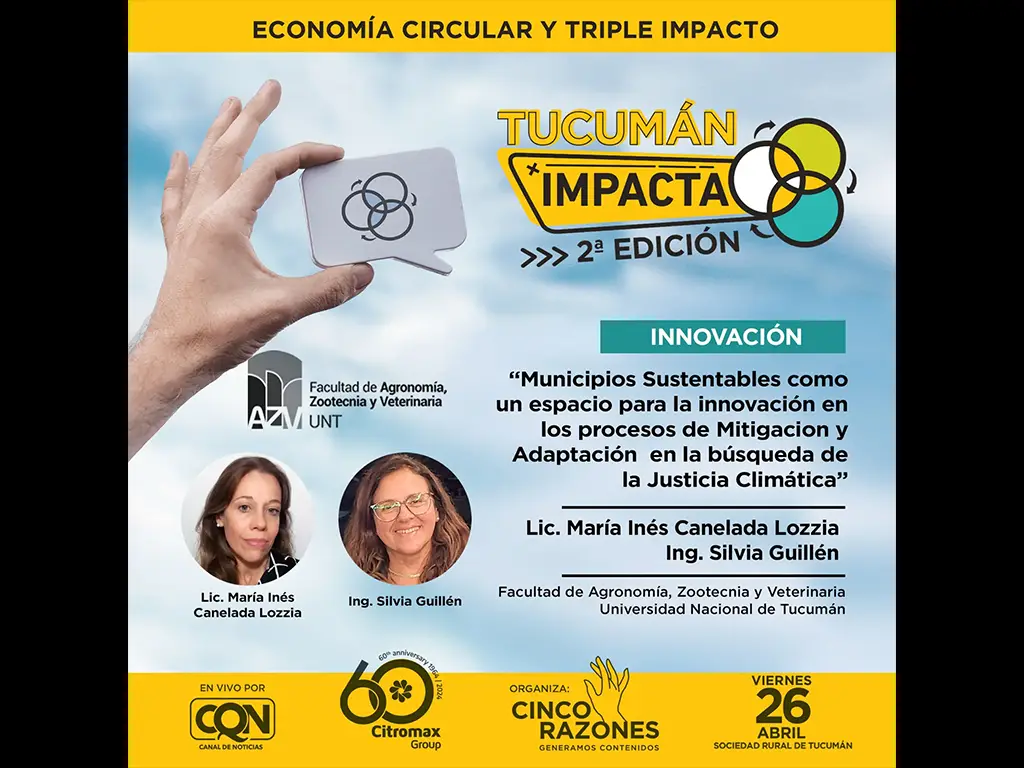 ECONOMÍA CIRCULAR Y TRIPLE IMPACTO
TUCUMÁN
IMPACTA
>>> 2ª EDICIÓN
INNOVACIÓN
“Municipios Sustentables como
un espacio para la innovación en
los procesos de Mitigacion y
Adaptación en la búsqueda de
la Justicia Climática”
Lic. María Inés Canelada Lozzia
Ing. Silvia Guillén
Facultad de Agronomía, Zootecnia y Veterinaria
Universidad Nacional de Tucumán
AZV
Facultad de Agronomía,
Zootecnia y Veterinaria
UNT
Lic. María Inés
Canelada Lozzia
Ing. Silvia Guillén
EN VIVO POR
CQN
CANAL DE NOTICIAS
60th anniversary 1964 | 2024
60
Citromax
Group
ORGANIZA:
CINCO
RAZONES
GENERAMOS CONTENIDOS
VIERNES
26
ABRIL
SOCIEDAD RURAL DE TUCUMÁN